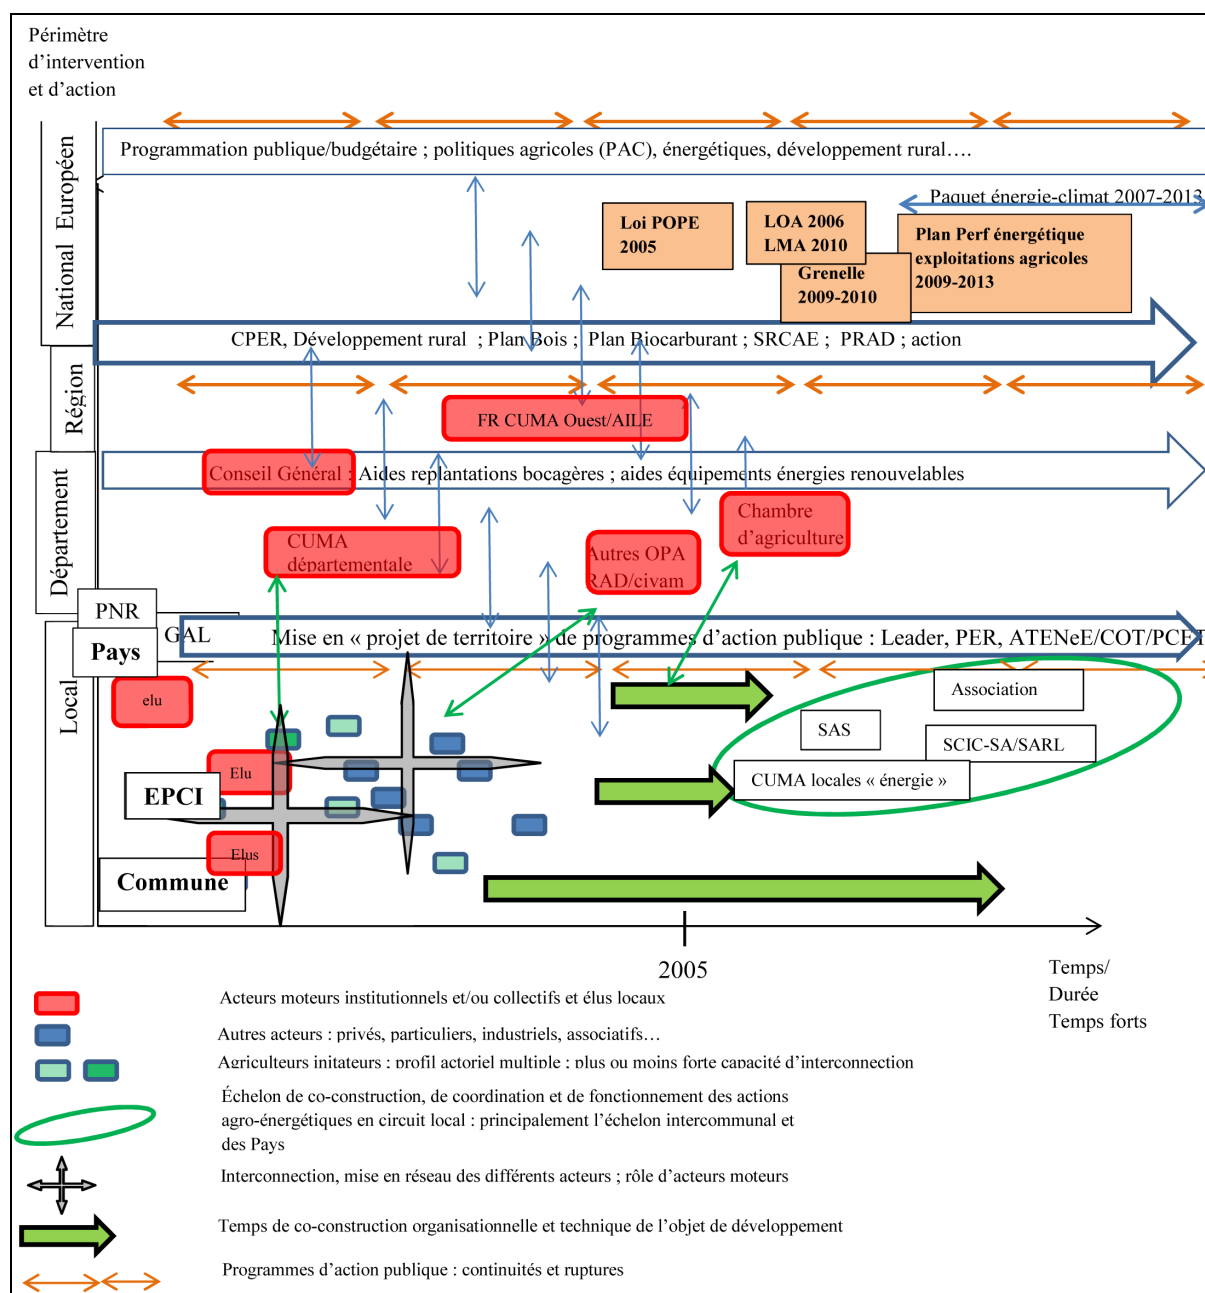 Périmètre
d'intervention
et d'action
Européen
Programmation publique/budgétaire ; politiques agricoles (PAC), énergétiques, développement rural….
Paquet énergie-climat 2007-2013
National
Loi POPE
2005
LOA 2006
LMA 2010
Grenelle
2009-2010
Plan Perf énergétique
exploitations agricoles
2009-2013
CPER, Développement rural ; Plan Bois ; Plan Biocarburant ; SRCAE ; PRAD ; action
Région
FR CUMA Ouest/AILE
Département
Conseil Général : Aides replantations bocagères ; aides équipements énergies renouvelables
CUMA
départementale
Autres OPA
RAD/civam
Chambre
d'agriculture
PNR
GAL
Pays
Mise en « projet de territoire » de programmes d'action publique : Leader, PER, ATENeE/COT/PCET
Local
elu
Elu
EPCI
Elus
Commune
Association
SAS
SCIC-SA/SARL
CUMA locales « énergie »
2005
Temps/
Durée
Temps forts
Acteurs moteurs institutionnels et/ou collectifs et élus locaux
Autres acteurs : privés, particuliers, industriels, associatifs…
Agriculteurs initateurs : profil actoriel multiple : plus ou moins forte capacité d'interconnection
Échelon de co-construction, de coordination et de fonctionnement des actions
agro-énergétiques en circuit local : principalement l'échelon intercommunal et
des Pays
Interconnection, mise en réseau des différents acteurs ; rôle d'acteurs moteurs
Temps de co-construction organisationnelle et technique de l'objet de développement
Programmes d'action publique : continuités et ruptures